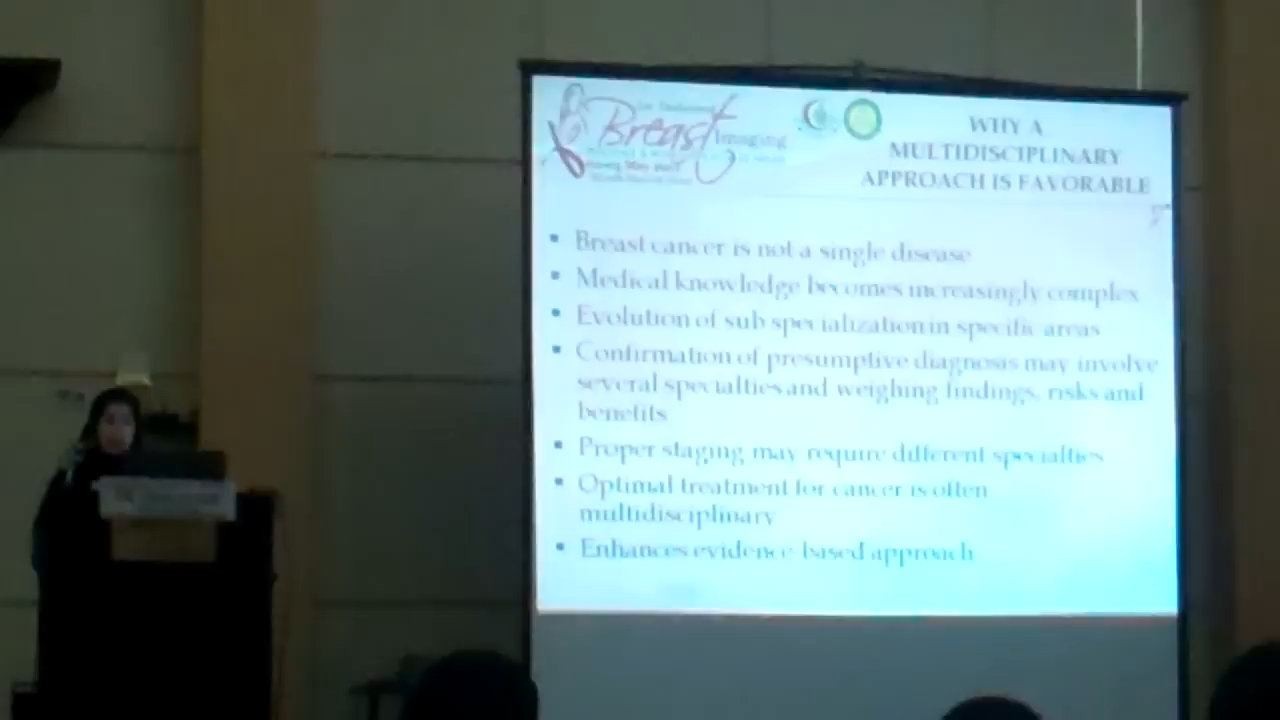 Breast
Imaging
WHY A
MULTIDISCIPLINARY
APPROACH IS FAVORABLE
▪ Breast cancer is not a single disease
▪ Medical knowledge becomes increasingly complex
▪ Evolution of sub specialization in specific areas
▪ Confirmation of presumptive diagnosis may involve
several specialties and weighing findings, risks and
benefits
▪ Proper staging may require different specialties
▪ Optimal treatment for cancer is often
multidisciplinary
▪ Enhances evidence-based approach